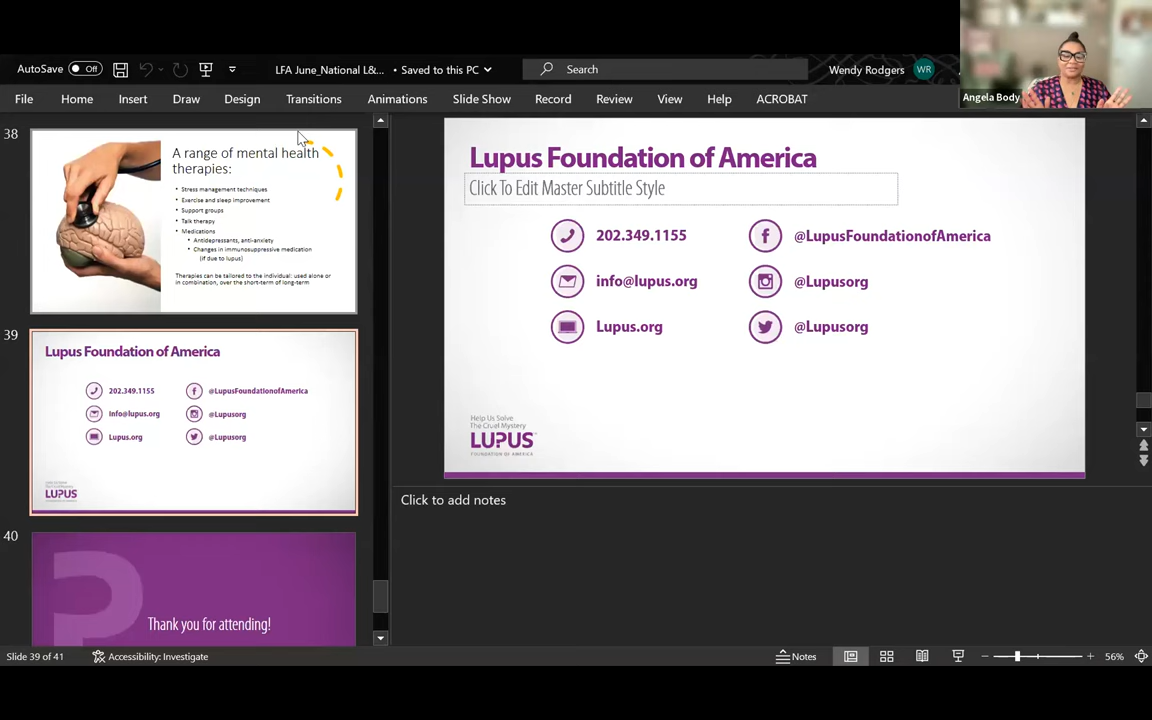 AutoSave Off LFA June_National L&... • Saved to this PC Search Wendy Rodgers WR
Angela Body
File Home Insert Draw Design Transitions Animations Slide Show Record Review View Help ACROBAT
38
A range of mental health
therapies:
• Stress management techniques
• Exercise and sleep improvement
• Support groups
• Talk therapy
• Medications
• Antidepressants, anti-anxiety
• Changes in immunosuppressive medication
(if due to lupus)
Therapies can be tailored to the individual: used alone or
in combination, over the short-term of long-term
39
Lupus Foundation of America
202.349.1155 @LupusFoundationofAmerica
info@lupus.org @Lupusorg
Lupus.org @Lupusorg
LUPUS
40
Thank you for attending!
Lupus Foundation of America
Click To Edit Master Subtitle Style
202.349.1155 @LupusFoundationofAmerica
info@lupus.org @Lupusorg
Lupus.org @Lupusorg
Help Us Solve
The Cruel Mystery
LUPUS
FOUNDATION OF AMERICA
Click to add notes
Slide 39 of 41 Accessibility: Investigate Notes 56%